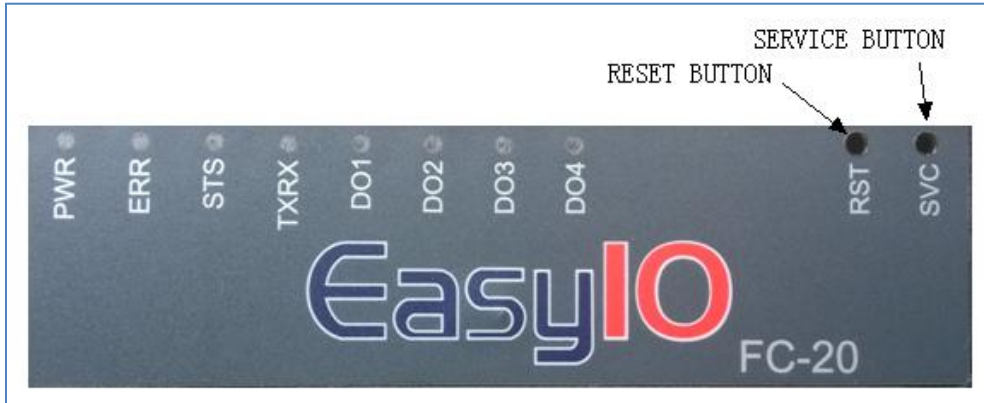 SERVICE BUTTON
RESET BUTTON
PWR
ERR
STS
TXRX
DO1
DO2
DO3
DO4
RST
SVC
EasyIO
FC-20